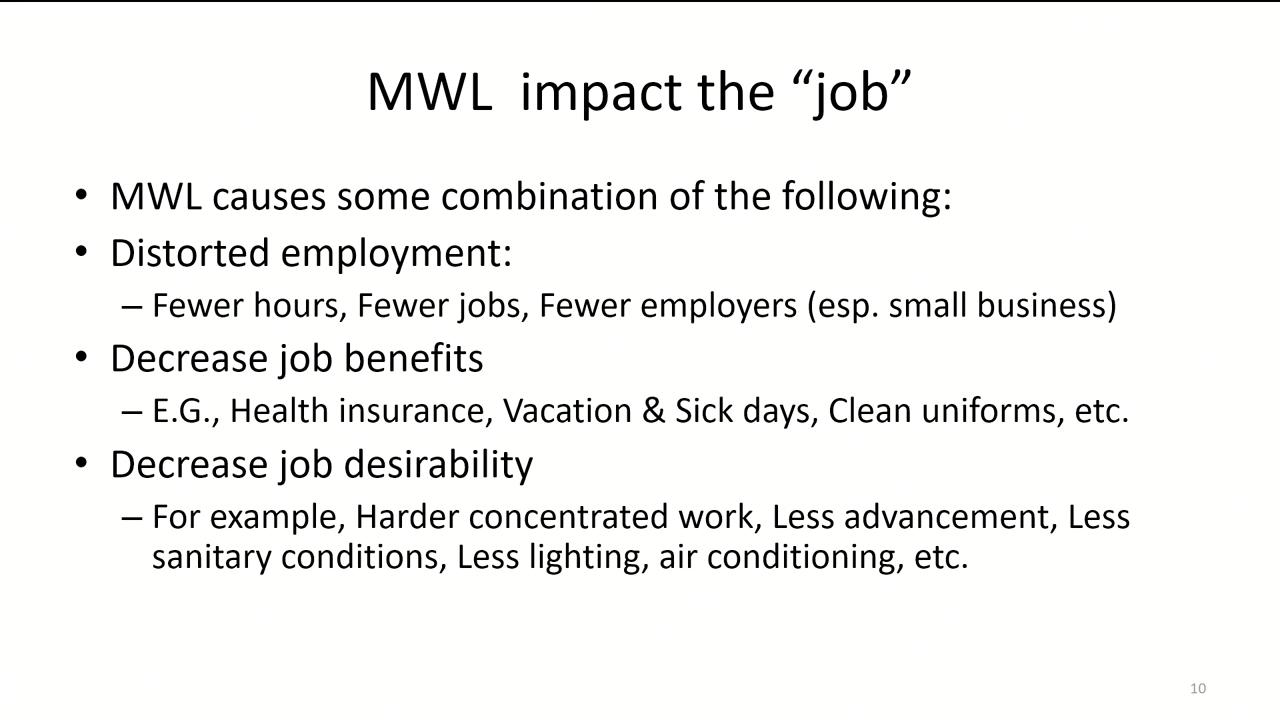 MWL  impact the “job”
• MWL causes some combination of the following:
• Distorted employment:
– Fewer hours, Fewer jobs, Fewer employers (esp. small business)
• Decrease job benefits
– E.G., Health insurance, Vacation & Sick days, Clean uniforms, etc.
• Decrease job desirability
– For example, Harder concentrated work, Less advancement, Less
sanitary conditions, Less lighting, air conditioning, etc.
10